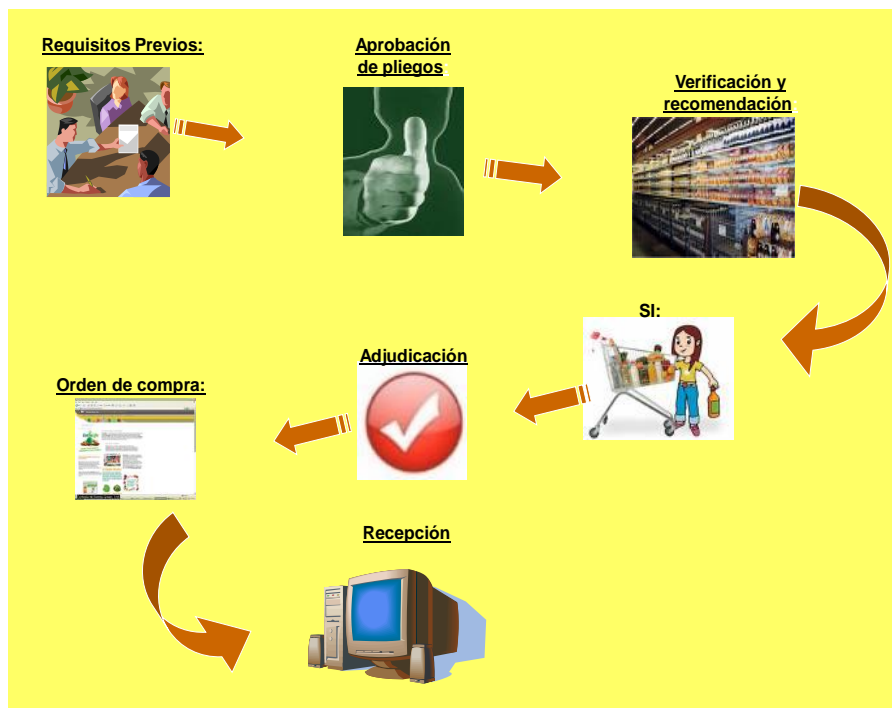 Requisitos Previos:
Aprobación
de pliegos
Verificación y
recomendación
SI:
Adjudicación
Orden de compra:
Recepción